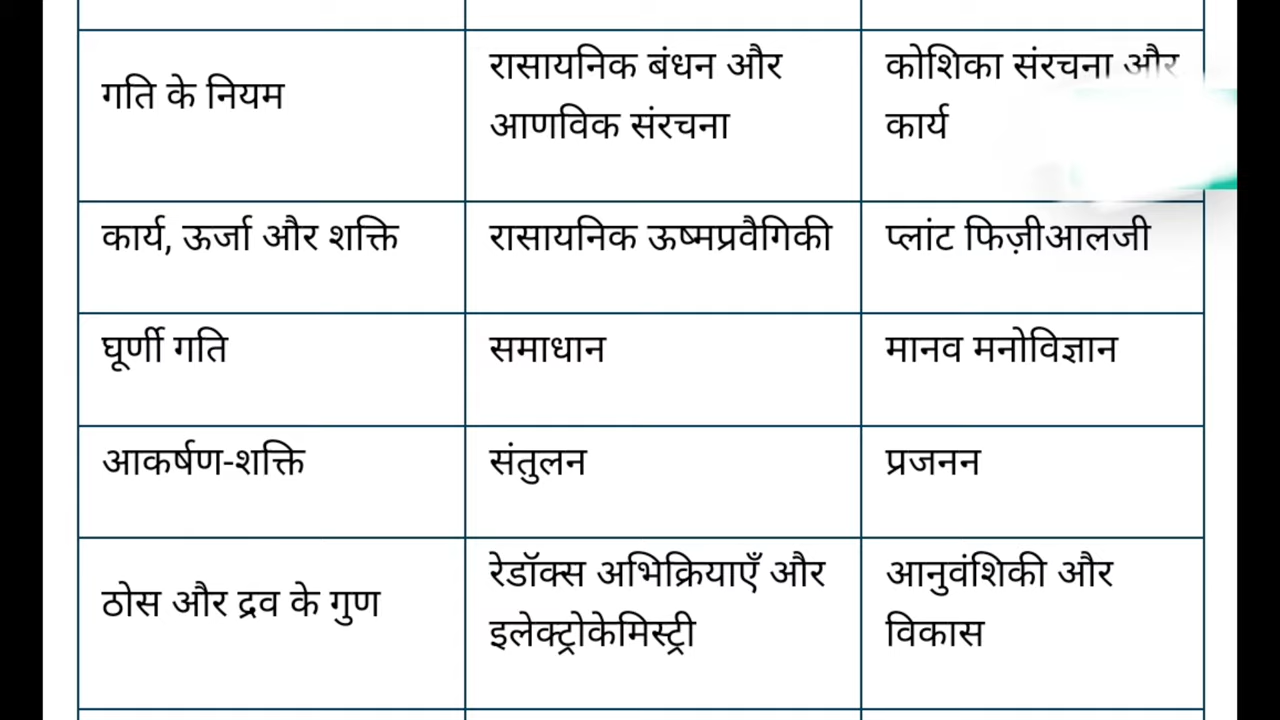 गति के नियम
रासायनिक बंधन और
आणविक संरचना
कोशिका संरचना और
कार्य
कार्य, ऊर्जा और शक्ति
रासायनिक ऊष्मप्रवैगिकी
प्लांट फिज़ीआलजी
घूर्णी गति
समाधान
मानव मनोविज्ञान
आकर्षण-शक्ति
संतुलन
प्रजनन
ठोस और द्रव के गुण
रेडॉक्स अभिक्रियाएँ और
इलेक्ट्रोकेमिस्ट्री
आनुवंशिकी और
विकास